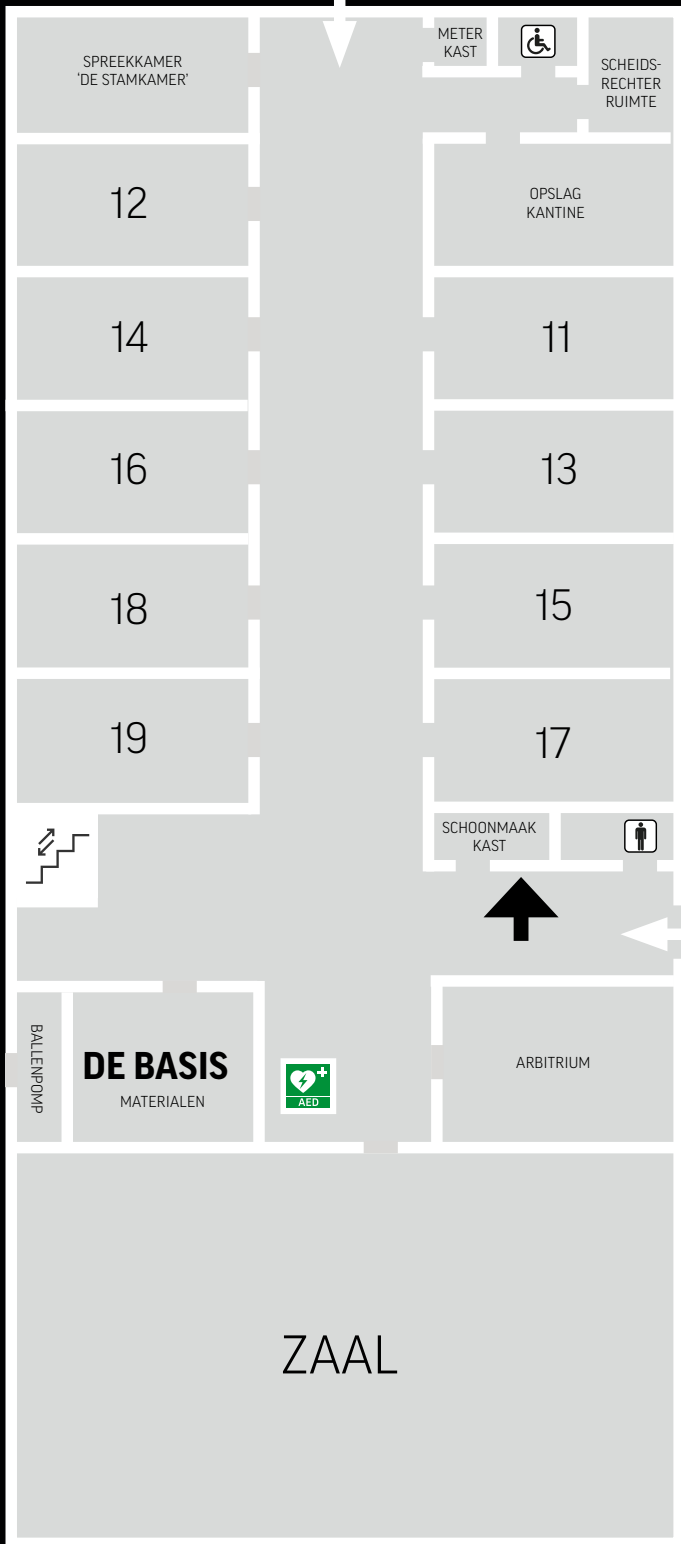 SPREEKKAMER
'DE STAMKAMER'
METER
KAST
SCHEIDS-
RECHTER
RUIMTE
12
OPSLAG
KANTINE
14
11
16
13
18
15
19
17
SCHOONMAAK
KAST
BALLENPOMP
DE BASIS
MATERIALEN
AED
ARBITRIUM
ZAAL